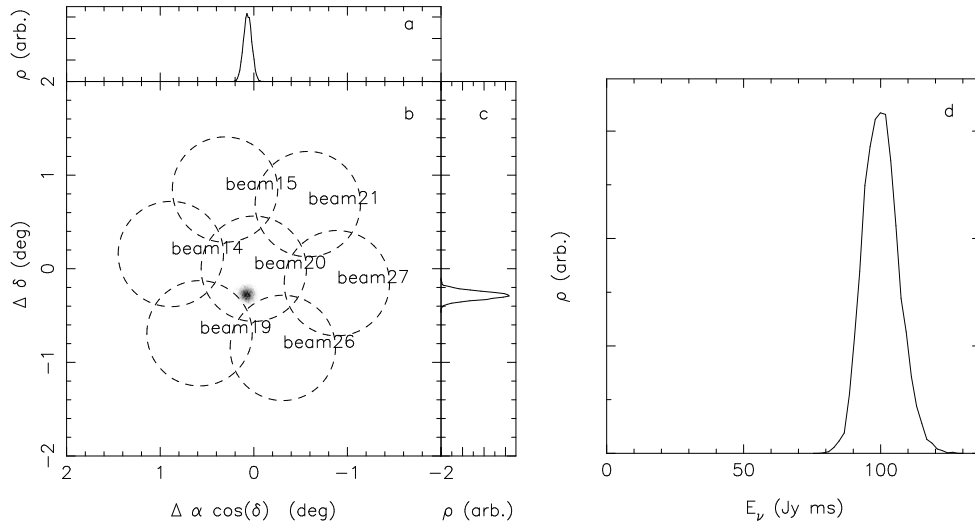 ρ (arb.)
a
2
b
c
d
beam15
beam21
1
beam14
beam20
0
beam27
Δ δ (deg)
ρ (arb.)
beam19
beam26
-1
-2
2 1 0 -1 -2
0 50 100
Δ α cos(δ) (deg)
ρ (arb.)
E_ν (Jy ms)